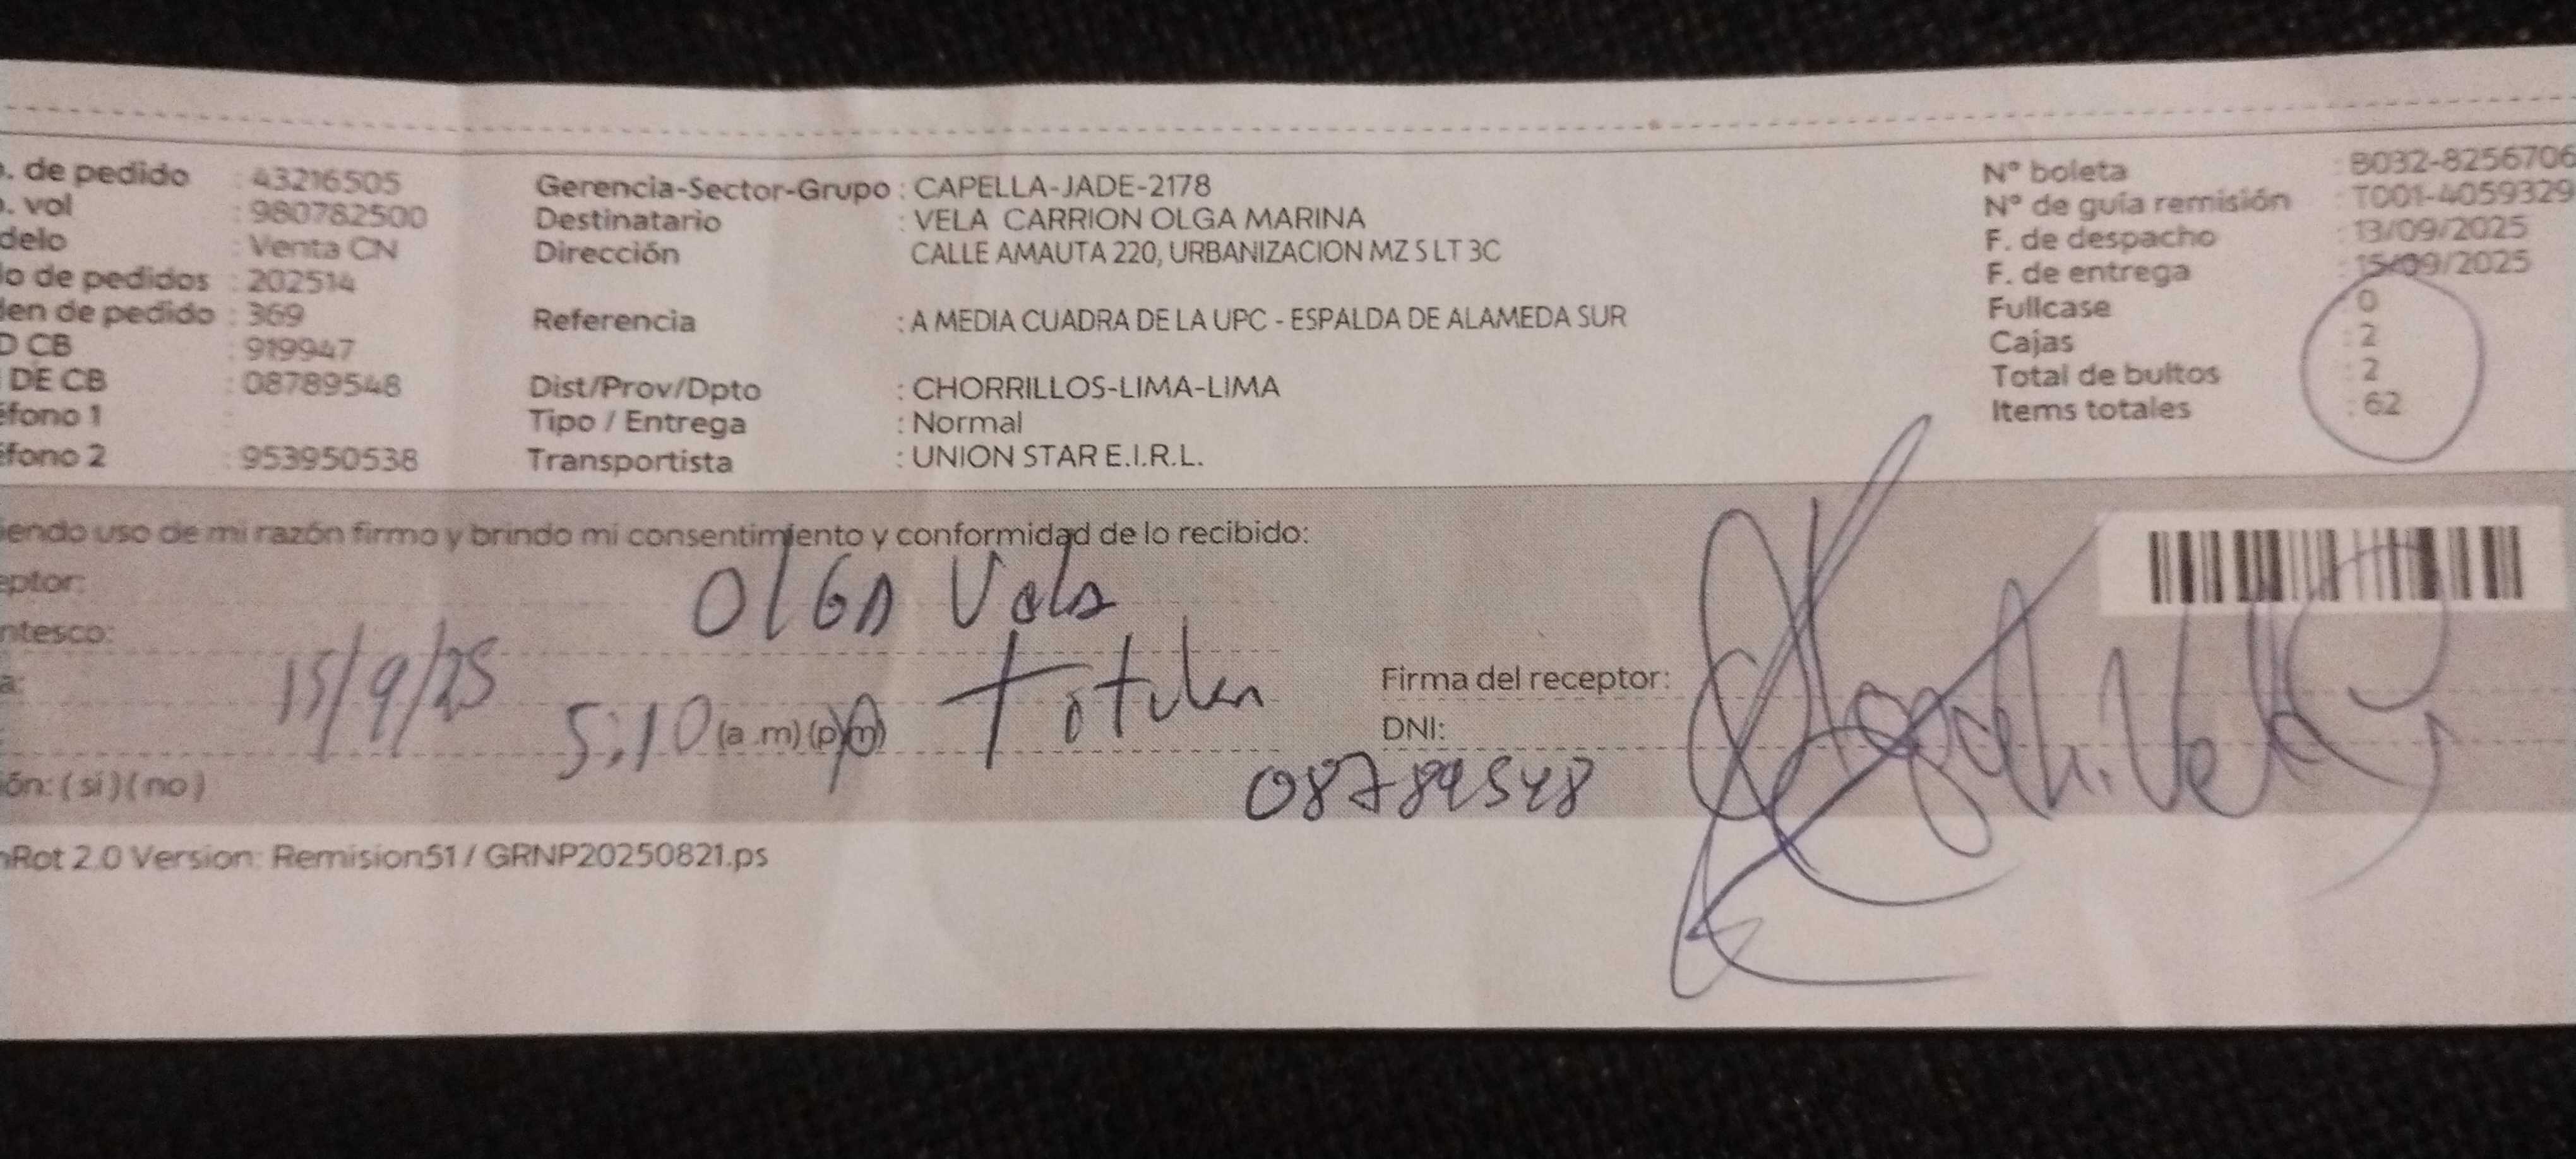 . de pedido : 43216505
. vol : 980782500
delo : Venta CN
o de pedidos : 202514
en de pedido : 369
D CB : 919947
DE CB : 08789548
éfono 1 :
éfono 2 : 953950538
Gerencia-Sector-Grupo : CAPELLA-JADE-2178
Destinatario : VELA CARRION OLGA MARINA
Dirección CALLE AMAUTA 220, URBANIZACION MZ S LT 3C
Referencia : A MEDIA CUADRA DE LA UPC - ESPALDA DE ALAMEDA SUR
Dist/Prov/Dpto : CHORRILLOS-LIMA-LIMA
Tipo / Entrega : Normal
Transportista : UNION STAR E.I.R.L.
N° boleta : B032-8256706
N° de guía remisión : T001-4059329
F. de despacho : 13/09/2025
F. de entrega : 15/09/2025
Fullcase : 0
Cajas : 2
Total de bultos : 2
Items totales : 62
iendo uso de mi razón firmo y brindo mi consentimiento y conformidad de lo recibido:
eptor: OlGA Vela
ntesco: Titular
a: 15/9/25
5:10 (a .m) (p.m)
Firma del receptor:
DNI: 08789548
ón: ( sí ) ( no )
Rot 2.0 Version: Remision51 / GRNP20250821.ps